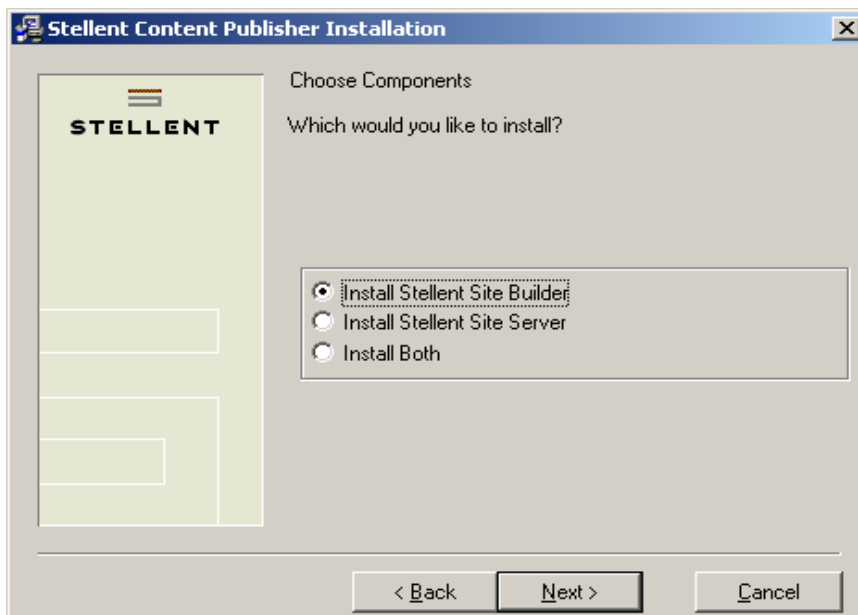 Stellent Content Publisher Installation
STELLENT
Choose Components
Which would you like to install?
Install Stellent Site Builder
Install Stellent Site Server
Install Both
< Back
Next >
Cancel